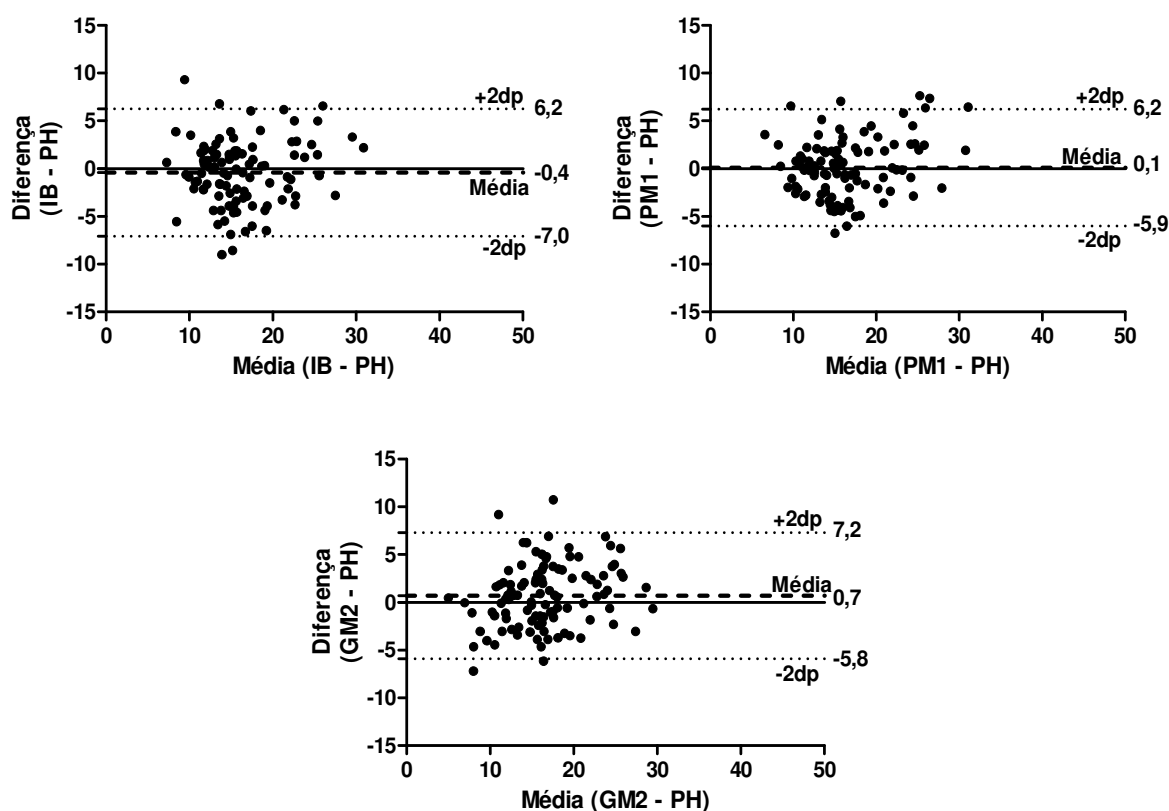 15
10
5
0
-5
-10
-15
Diferença
(IB - PH)
+2dp
6,2
-0,4
Média
-7,0
-2dp
0 10 20 30 40 50
Média (IB - PH)
15
10
5
0
-5
-10
-15
Diferença
(PM1 - PH)
+2dp
6,2
Média
0,1
-5,9
-2dp
0 10 20 30 40 50
Média (PM1 - PH)
15
10
5
0
-5
-10
-15
Diferença
(GM2 - PH)
+2dp
7,2
Média
0,7
-5,8
-2dp
0 10 20 30 40 50
Média (GM2 - PH)